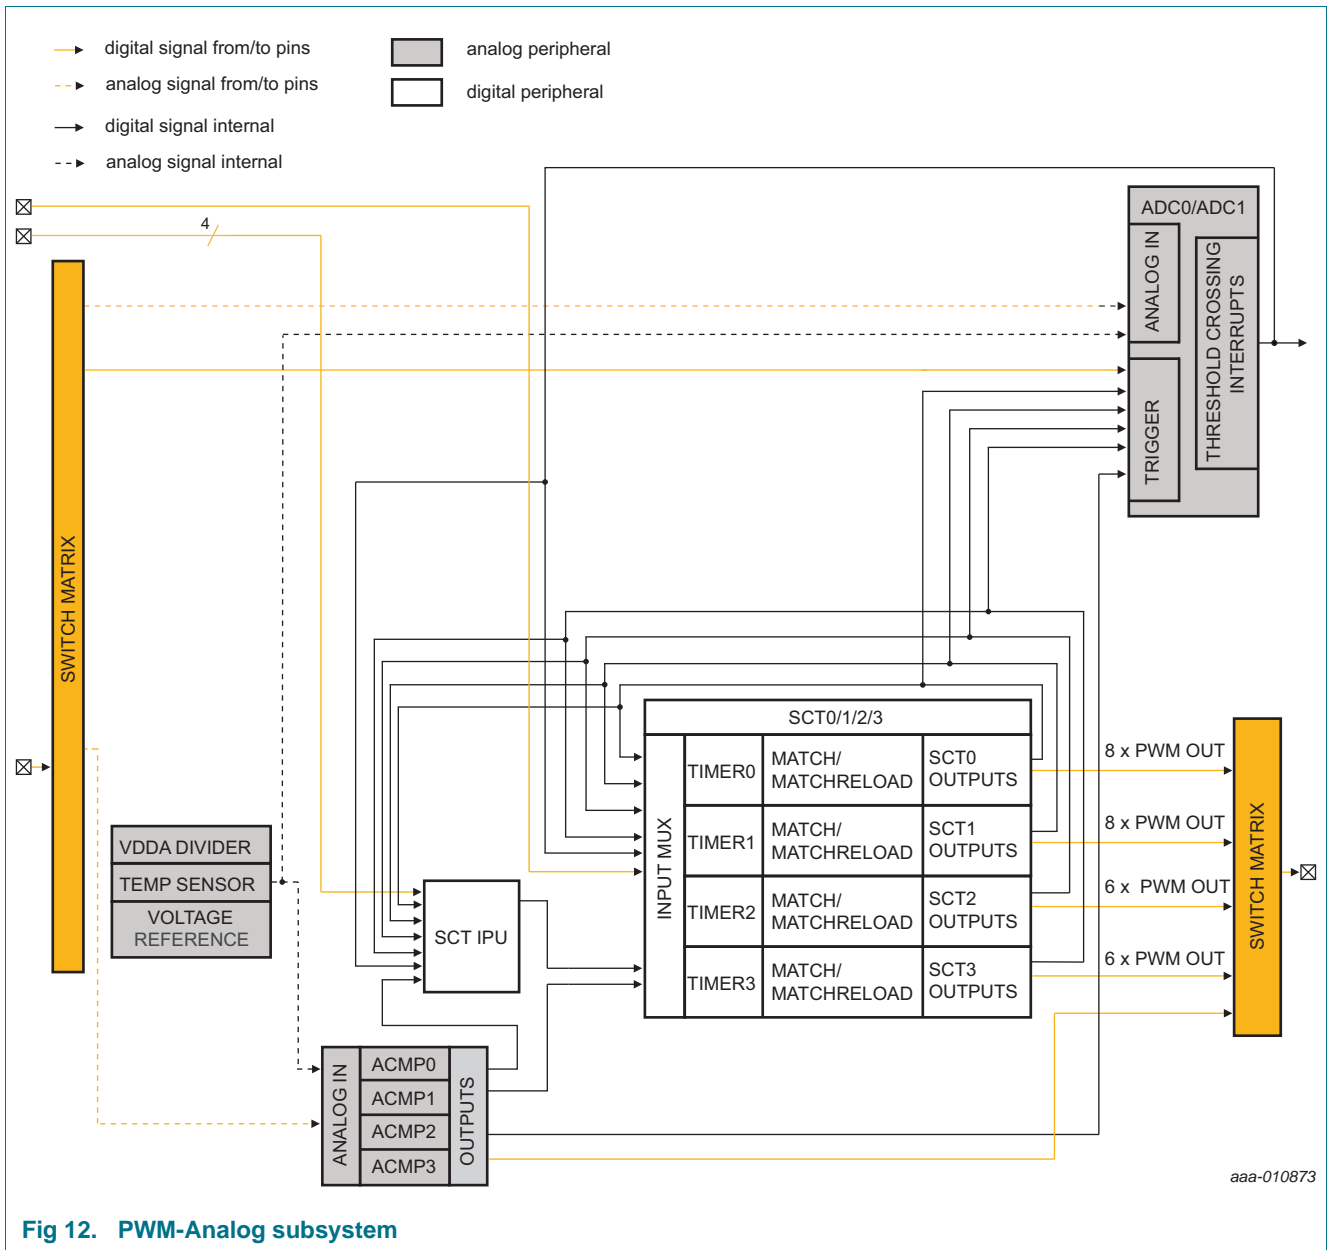 digital signal from/to pins
analog signal from/to pins
digital signal internal
analog signal internal
analog peripheral
digital peripheral
4
ADC0/ADC1
ANALOG IN
THRESHOLD CROSSING
INTERRUPTS
TRIGGER
SWITCH MATRIX
VDDA DIVIDER
TEMP SENSOR
VOLTAGE
REFERENCE
SCT IPU
SCT0/1/2/3
INPUT MUX
TIMER0
MATCH/
MATCHRELOAD
SCT0
OUTPUTS
TIMER1
MATCH/
MATCHRELOAD
SCT1
OUTPUTS
TIMER2
MATCH/
MATCHRELOAD
SCT2
OUTPUTS
TIMER3
MATCH/
MATCHRELOAD
SCT3
OUTPUTS
8 x PWM OUT
8 x PWM OUT
6 x PWM OUT
6 x PWM OUT
SWITCH MATRIX
ANALOG IN
ACMP0
ACMP1
ACMP2
ACMP3
OUTPUTS
aaa-010873
Fig 12. PWM-Analog subsystem